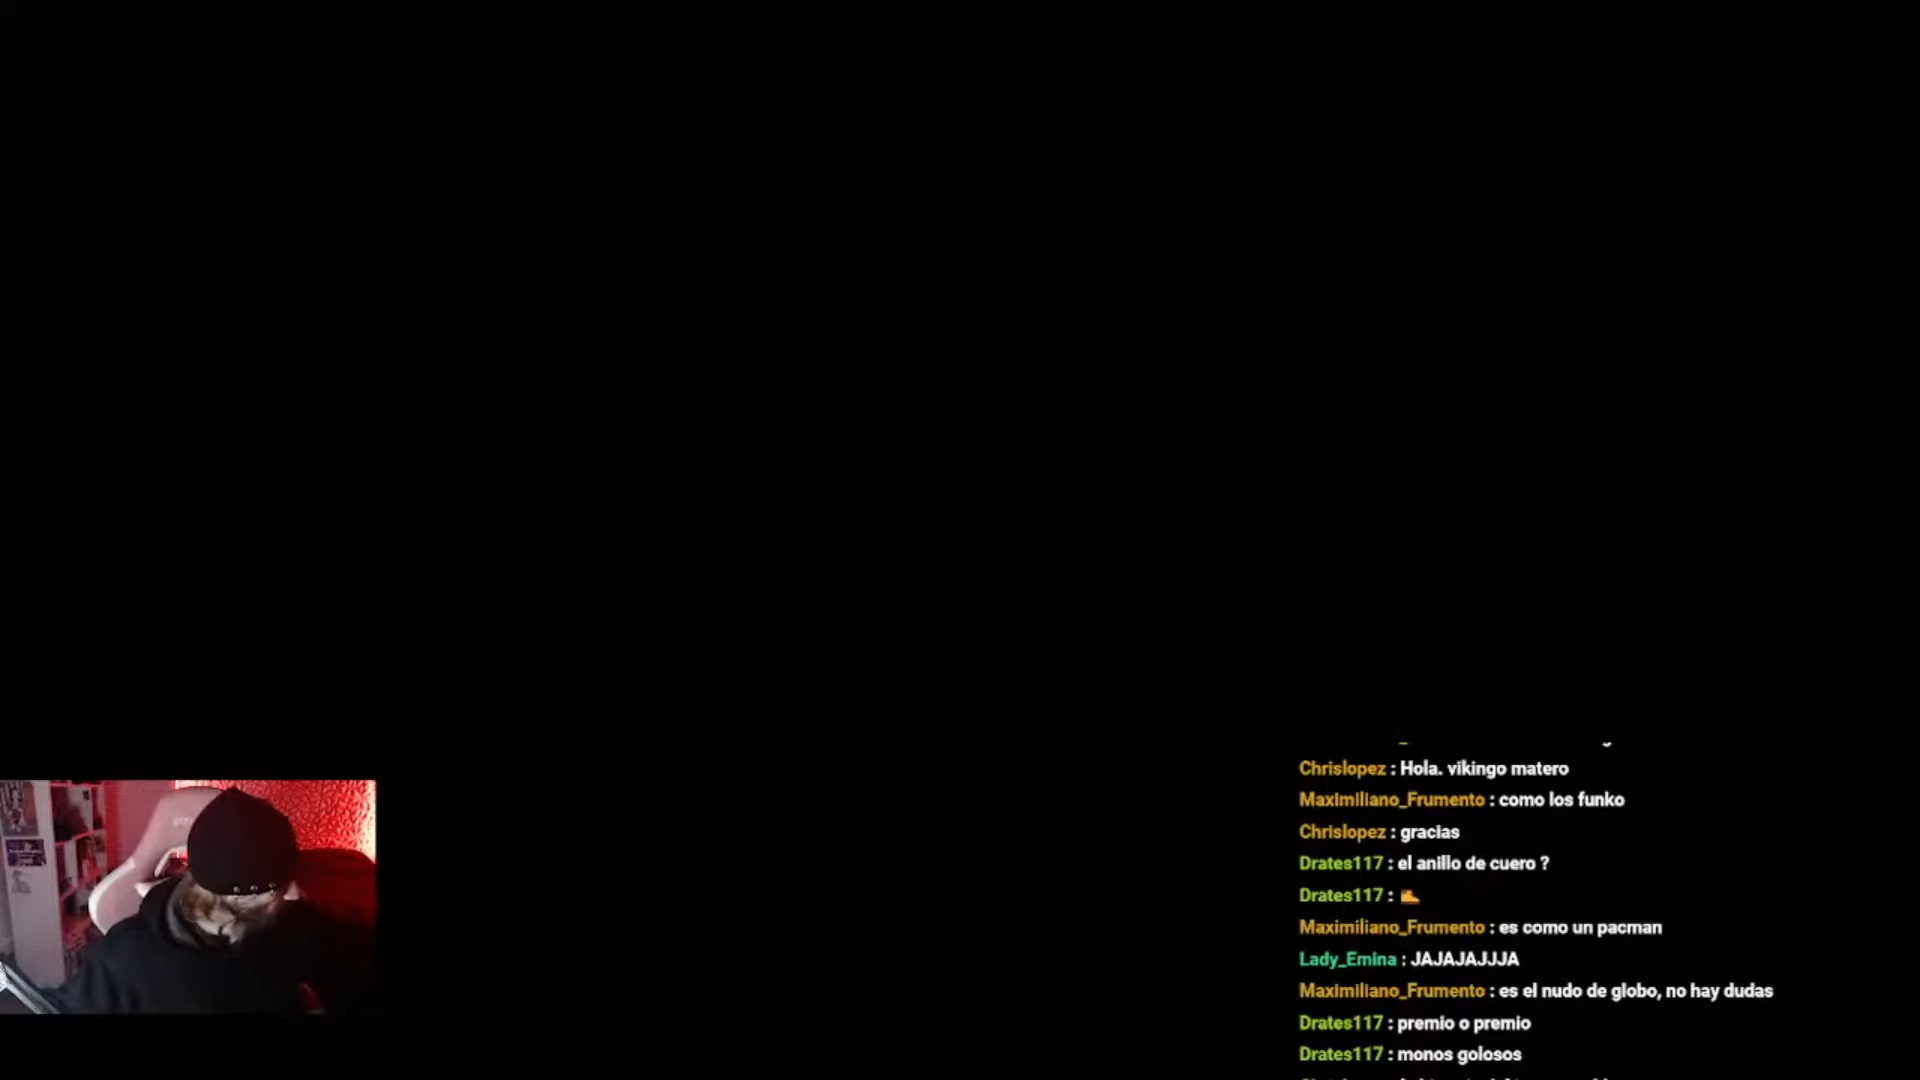 Chrislopez : Hola. vikingo matero
Maximiliano_Frumento : como los funko
Chrislopez : gracias
Drates117 : el anillo de cuero ?
Drates117 :
Maximiliano_Frumento : es como un pacman
Lady_Emina : JAJAJAJJJA
Maximiliano_Frumento : es el nudo de globo, no hay dudas
Drates117 : premio o premio
Drates117 : monos golosos